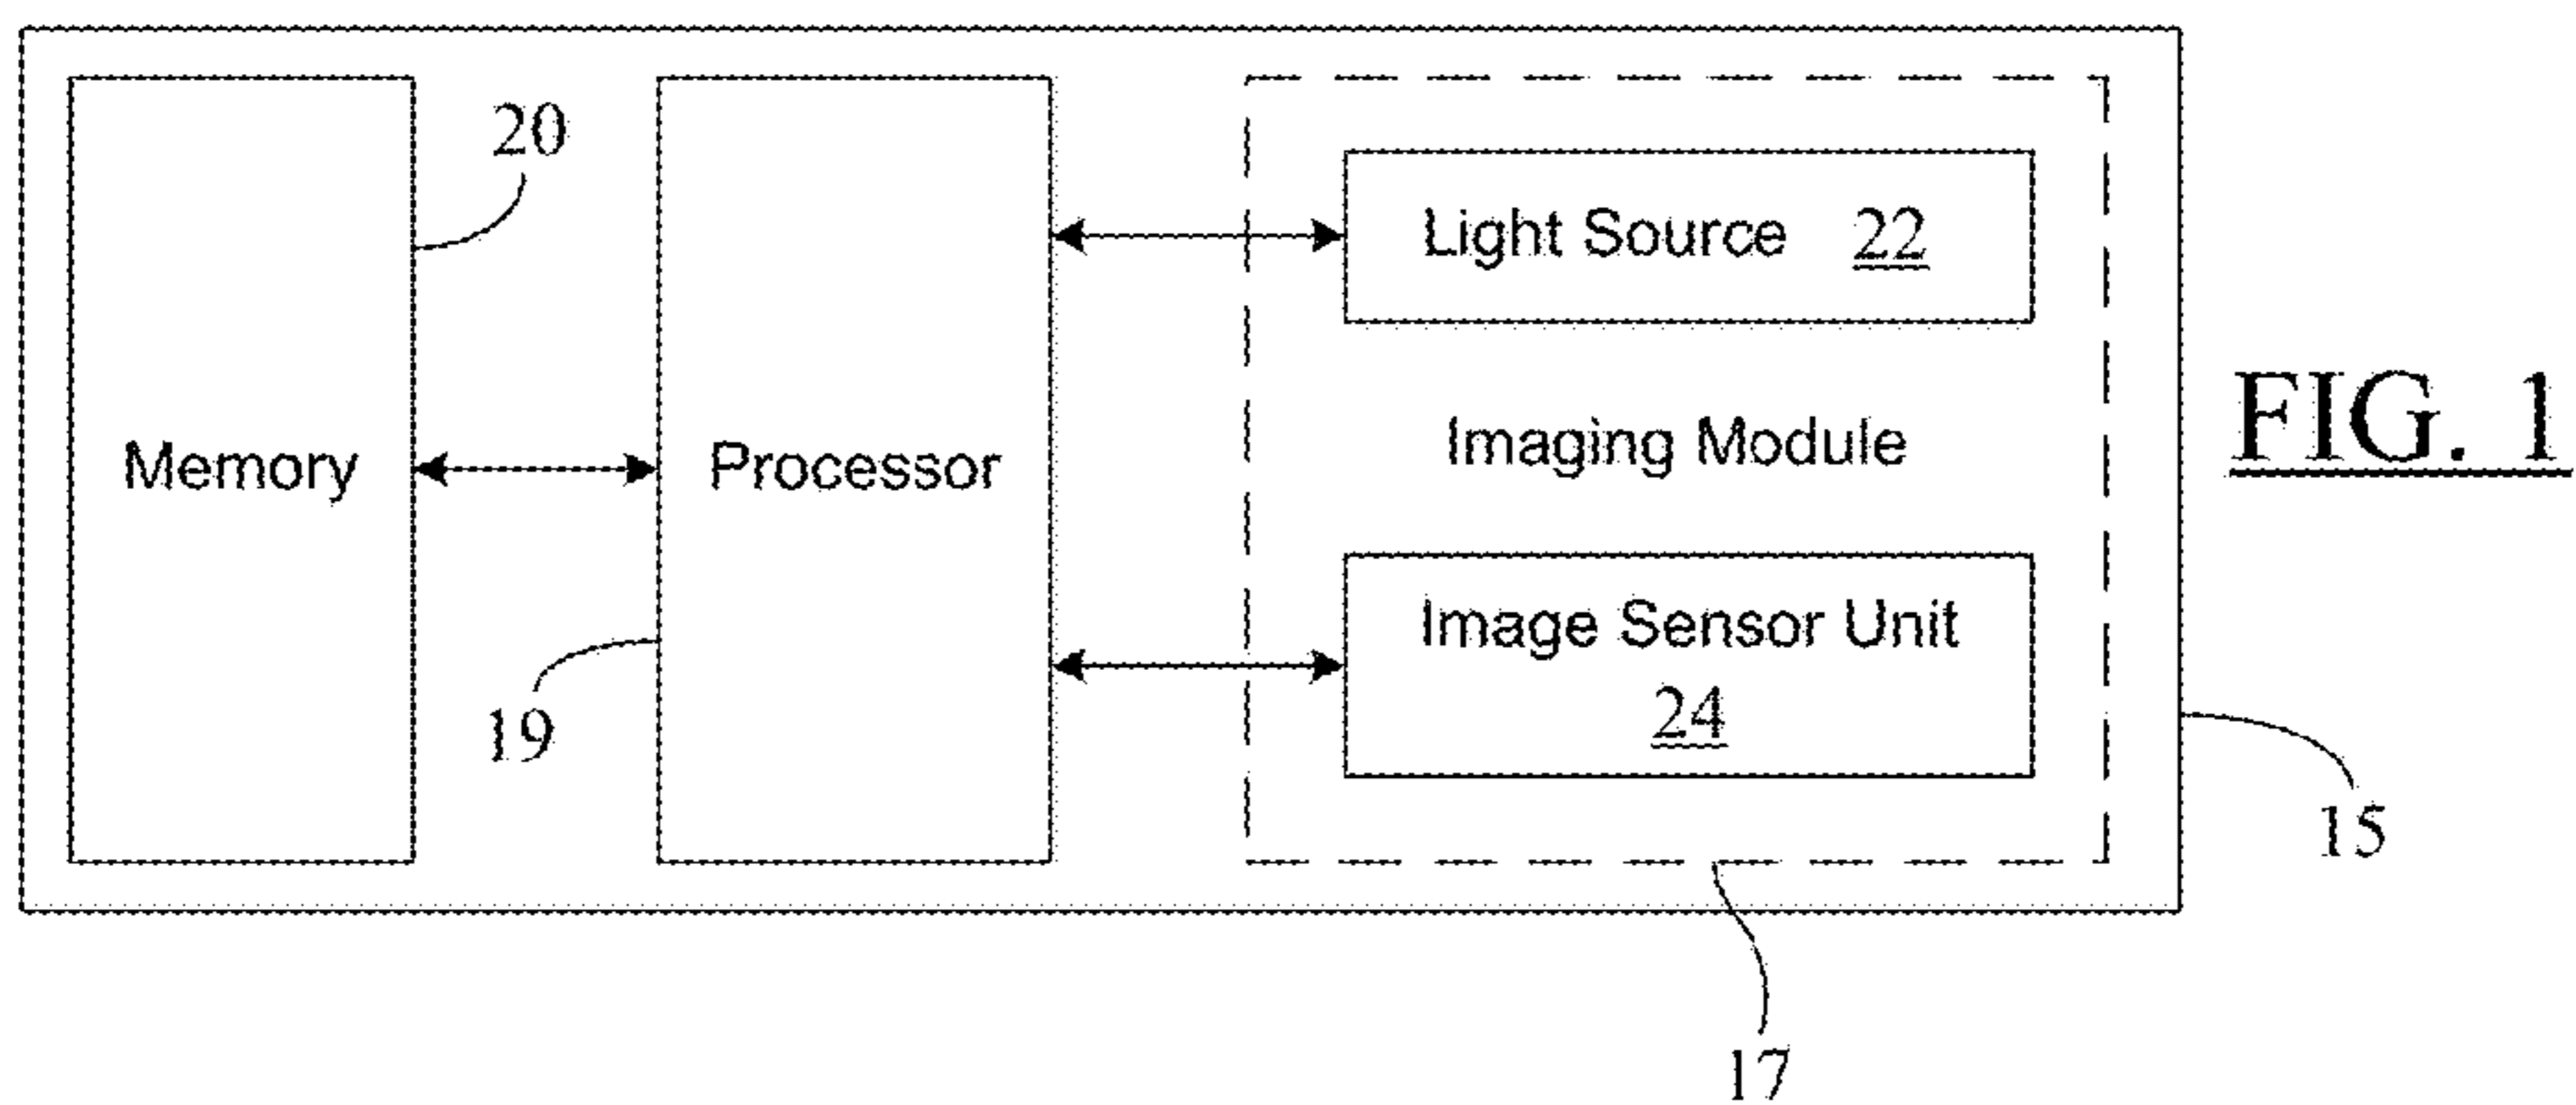 20
Light Source 22
Memory
Processor
Imaging Module
FIG. 1
Image Sensor Unit
24
19
15
17